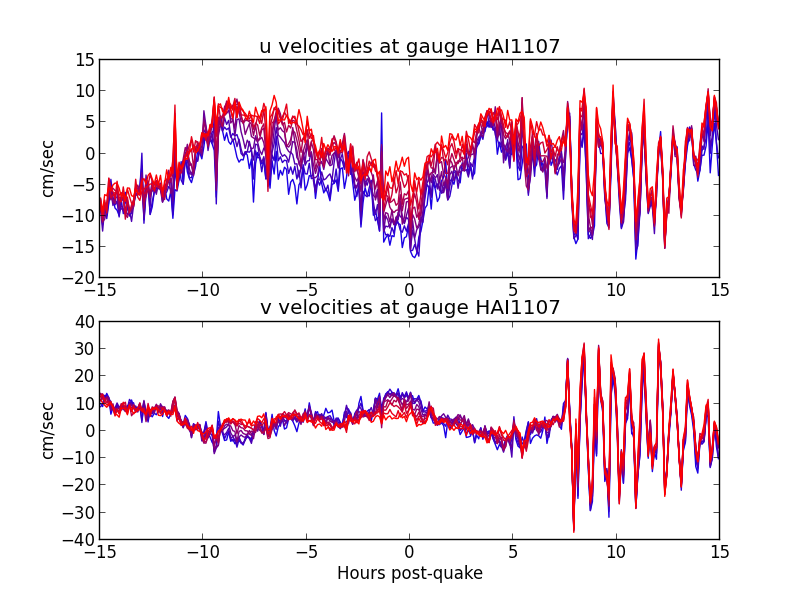 u velocities at gauge HAI1107
15
10
5
0
−5
−10
−15
−20
cm/sec
−15 −10 −5 0 5 10 15
v velocities at gauge HAI1107
40
30
20
10
0
−10
−20
−30
−40
cm/sec
−15 −10 −5 0 5 10 15
Hours post-quake